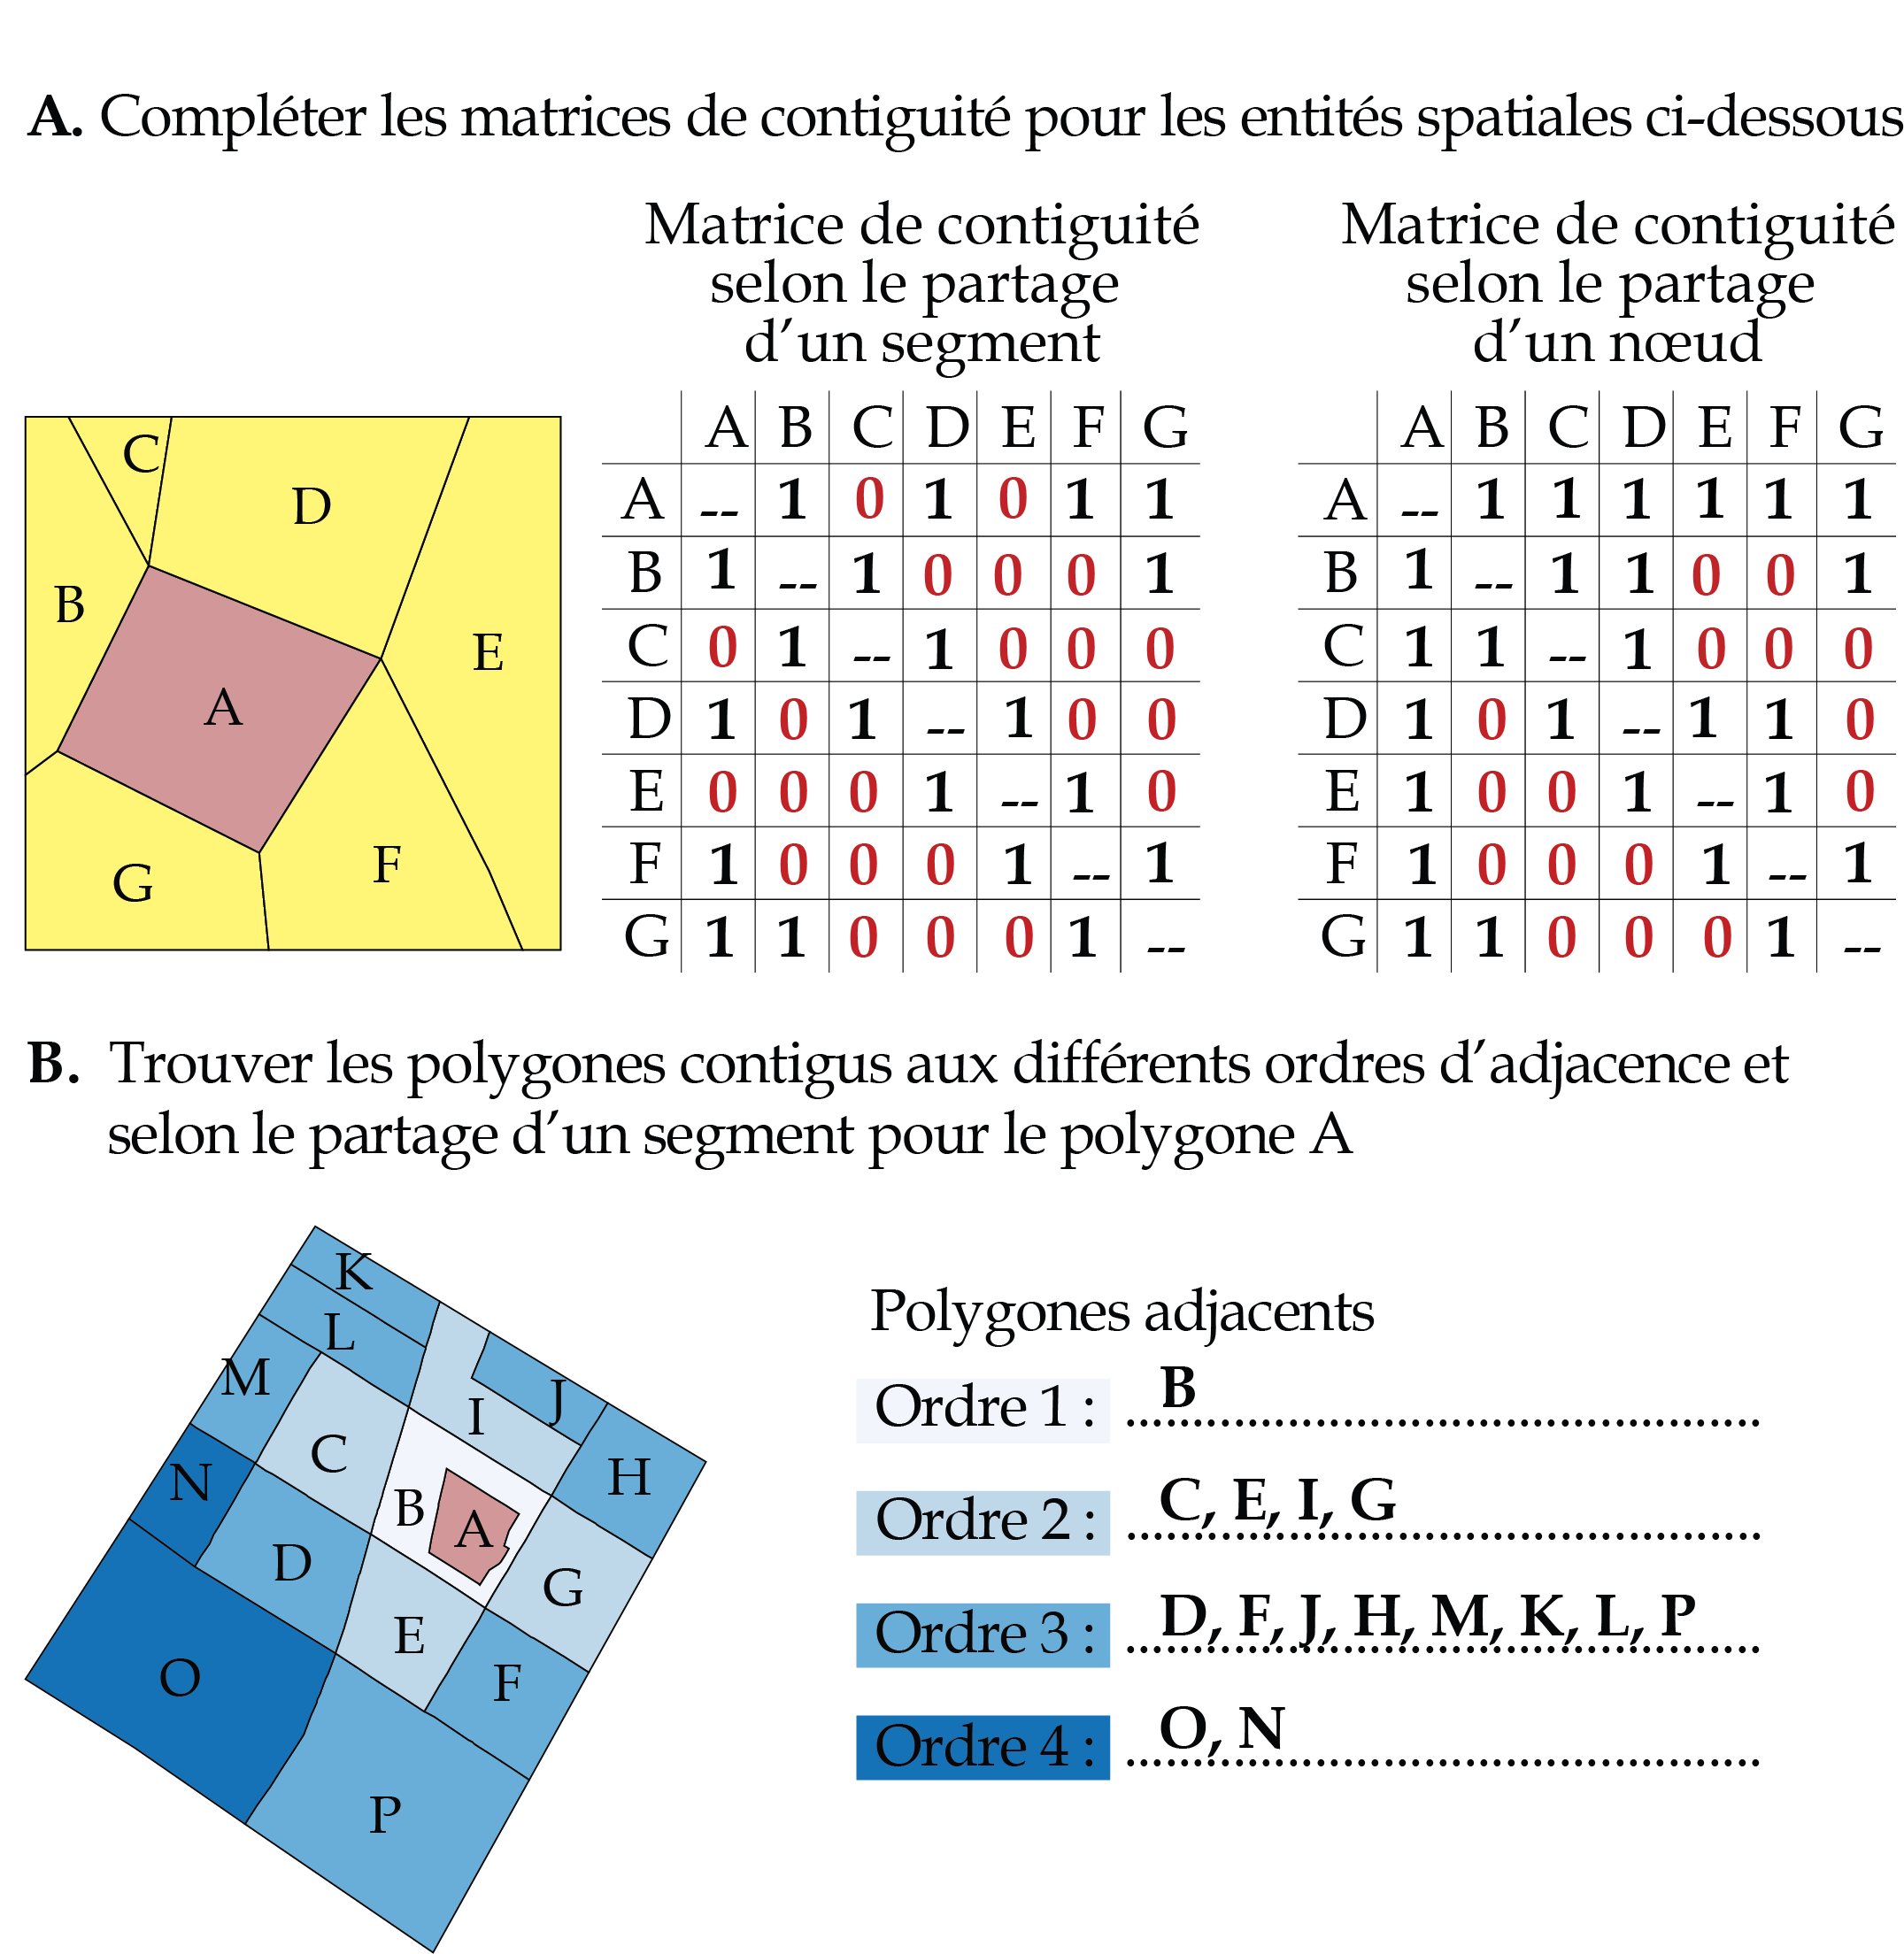 A. Compléter les matrices de contiguité pour les entités spatiales ci-dessous
Matrice de contiguité
selon le partage
d’un segment
A B C D E F G
A -- 1 0 1 0 1 1
B 1 -- 1 0 0 0 1
C 0 1 -- 1 0 0 0
D 1 0 1 -- 1 0 0
E 0 0 0 1 -- 1 0
F 1 0 0 0 1 -- 1
G 1 1 0 0 0 1 --
Matrice de contiguité
selon le partage
d’un nœud
A B C D E F G
A -- 1 1 1 1 1 1
B 1 -- 1 1 0 0 1
C 1 1 -- 1 0 0 0
D 1 0 1 -- 1 1 0
E 1 0 0 1 -- 1 0
F 1 0 0 0 1 -- 1
G 1 1 0 0 0 1 --
C
D
B
E
A
F
G
B. Trouver les polygones contigus aux différents ordres d’adjacence et
selon le partage d’un segment pour le polygone A
K
L
M
J
I
C
H
N
B
A
D
G
E
O
F
P
Polygones adjacents
Ordre 1 : B
Ordre 2 : C, E, I, G
Ordre 3 : D, F, J, H, M, K, L, P
Ordre 4 : O, N